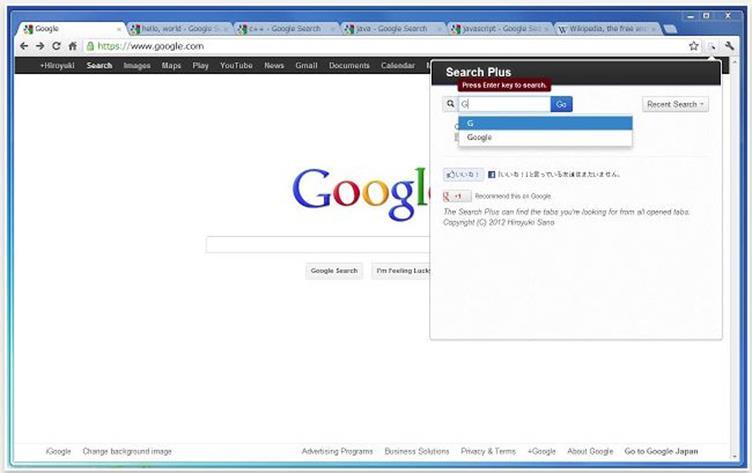 Google
hello, world - Google S
c++ - Google Search
java - Google Search
javascript - Google Sea
Wikipedia, the free enc
https://www.google.com
+Hiroyuki Search Images Maps Play YouTube News Gmail Documents Calendar
Search Plus
Press Enter key to search.
G
Go
Recent Search
G
Google
いいね!
「いいね!」と言っている友達はまだいません。
+1
Recommend this on Google
The Search Plus can find the tabs you're looking for from all opened tabs.
Copyright (C) 2012 Hiroyuki Sano
Google
Google Search
I'm Feeling Luck
iGoogle Change background image Advertising Programs Business Solutions Privacy & Terms +Google About Google Go to Google Japan